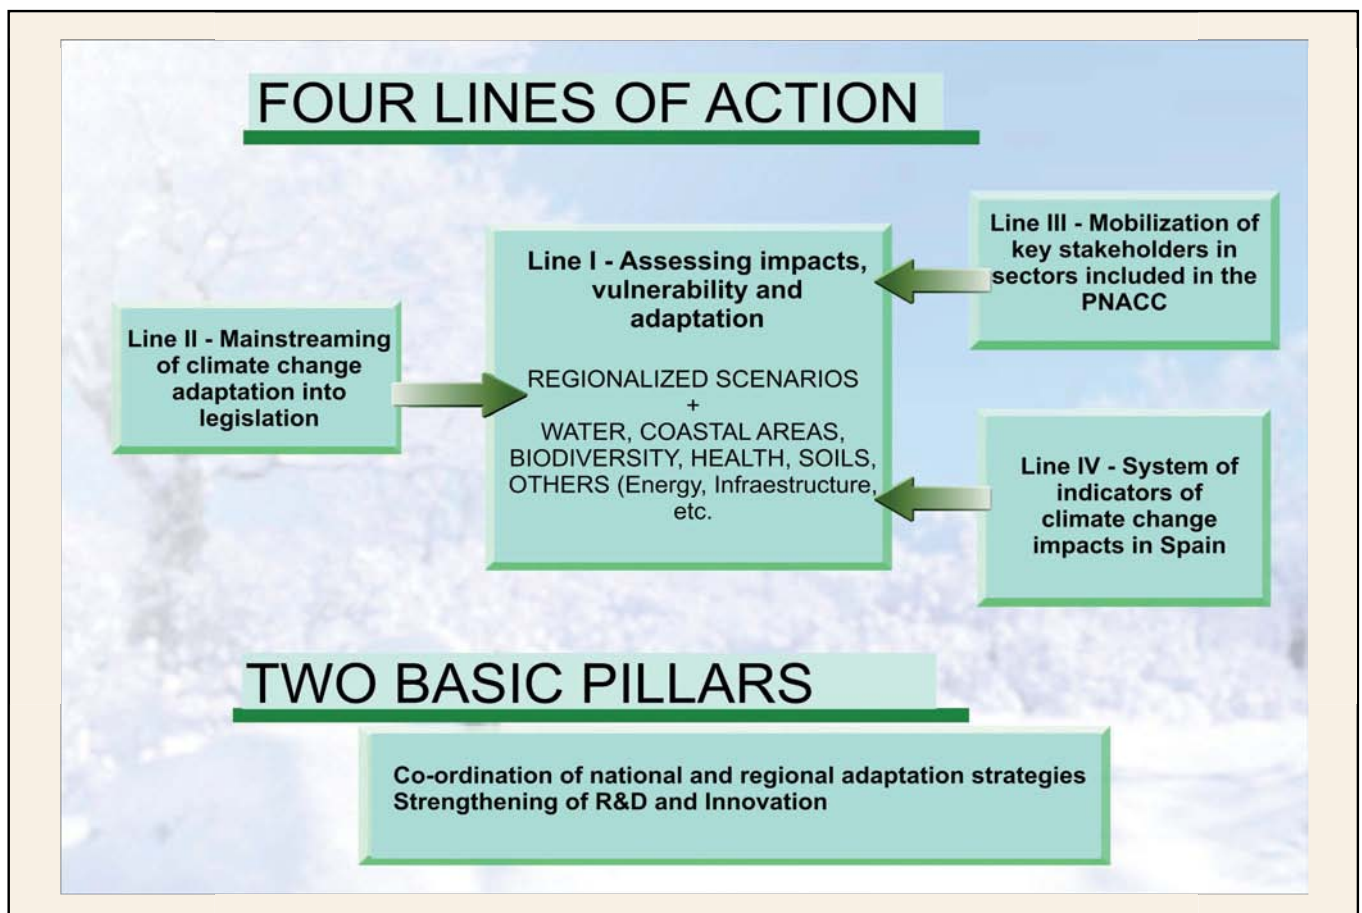 FOUR LINES OF ACTION
Line I - Assessing impacts,
vulnerability and
adaptation
REGIONALIZED SCENARIOS
+
WATER, COASTAL AREAS,
BIODIVERSITY, HEALTH, SOILS,
OTHERS (Energy, Infraestructure,
etc.
Line II - Mainstreaming
of climate change
adaptation into
legislation
Line III - Mobilization of
key stakeholders in
sectors included in the
PNACC
Line IV - System of
indicators of
climate change
impacts in Spain
TWO BASIC PILLARS
Co-ordination of national and regional adaptation strategies
Strengthening of R&D and Innovation